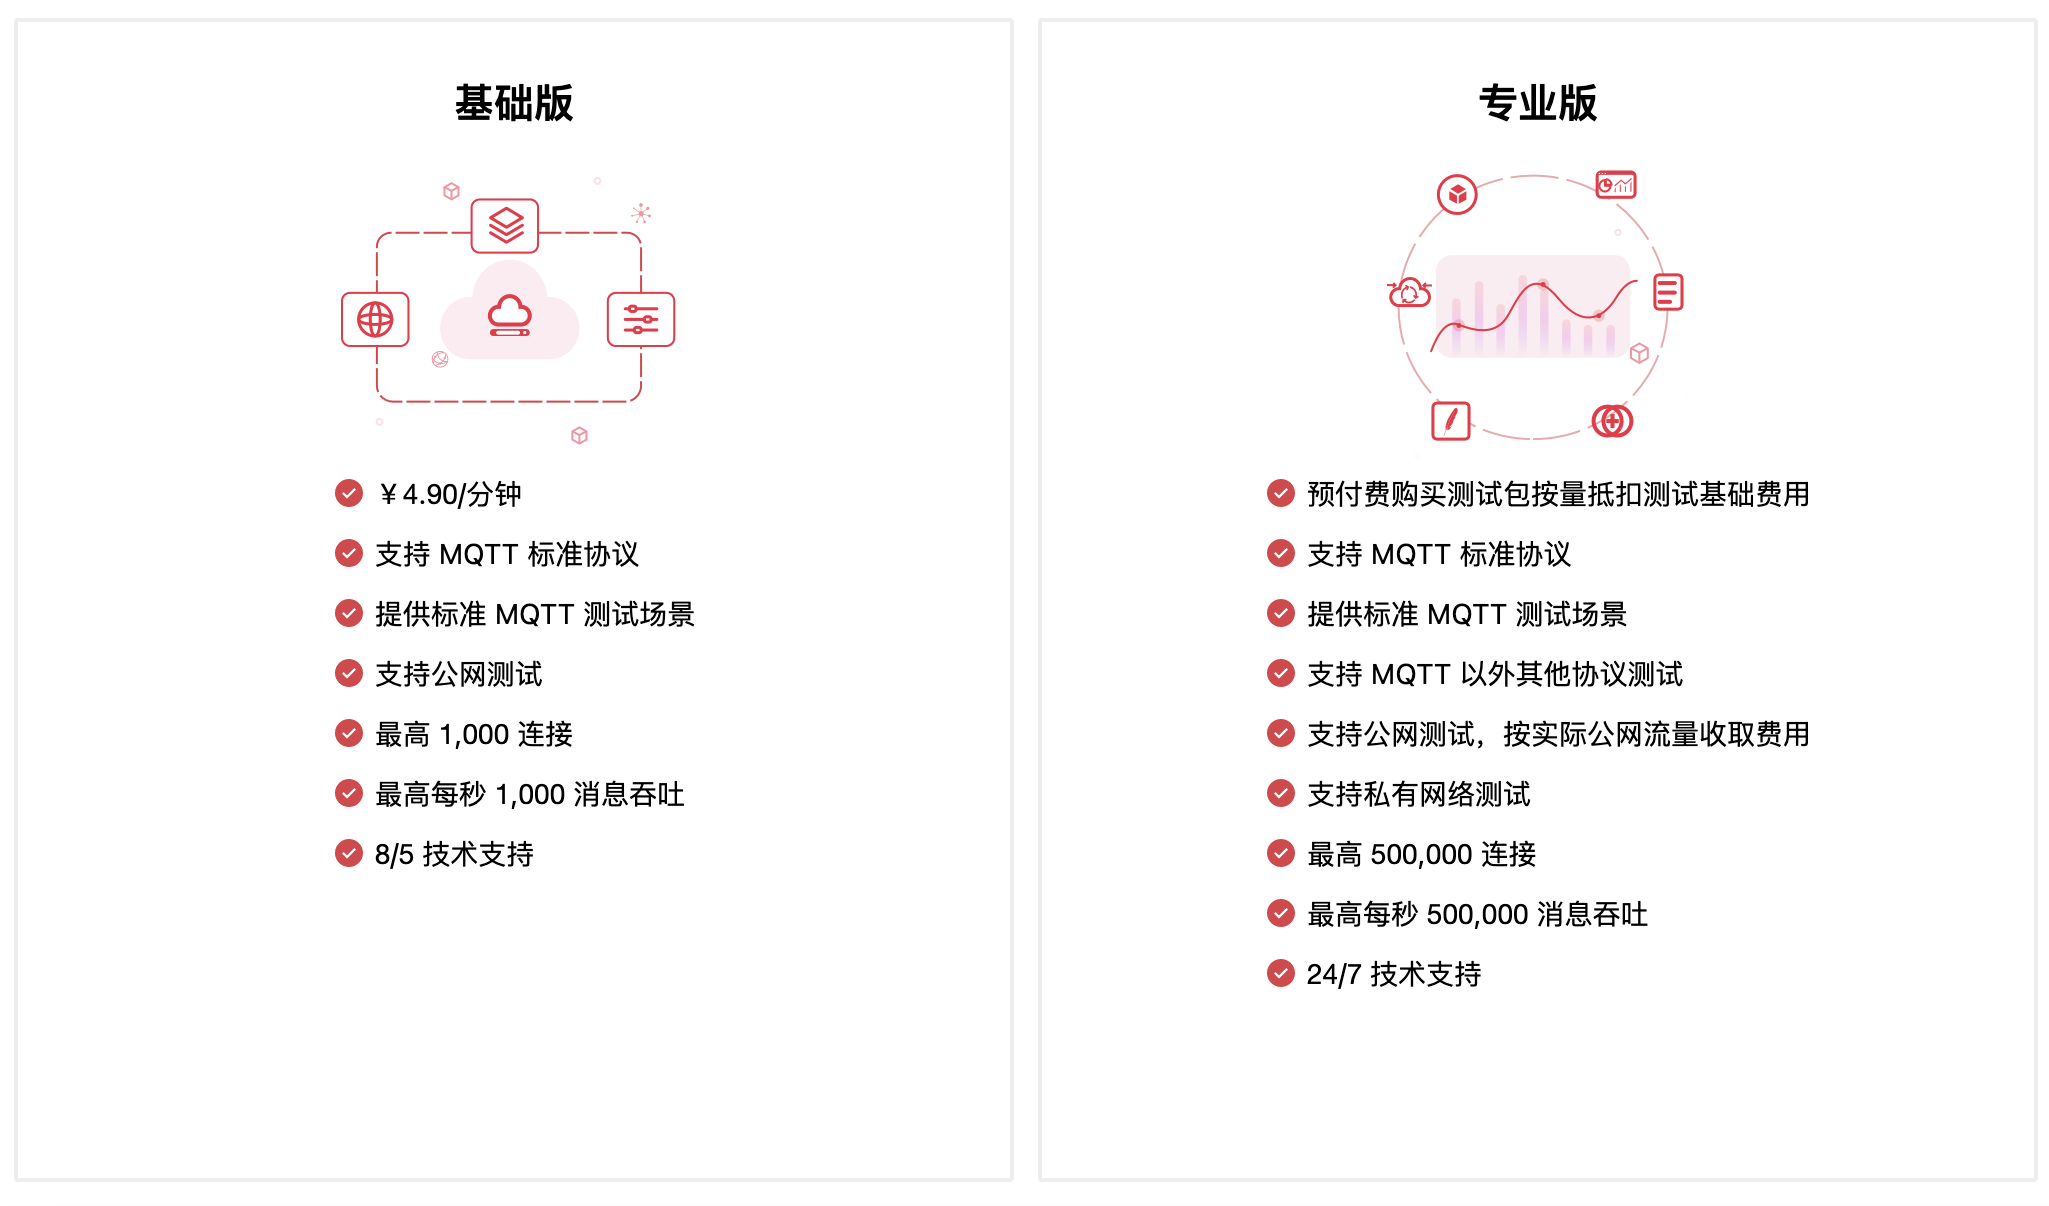 基础版
￥4.90/分钟
支持 MQTT 标准协议
提供标准 MQTT 测试场景
支持公网测试
最高 1,000 连接
最高每秒 1,000 消息吞吐
8/5 技术支持
专业版
预付费购买测试包按量抵扣测试基础费用
支持 MQTT 标准协议
提供标准 MQTT 测试场景
支持 MQTT 以外其他协议测试
支持公网测试，按实际公网流量收取费用
支持私有网络测试
最高 500,000 连接
最高每秒 500,000 消息吞吐
24/7 技术支持